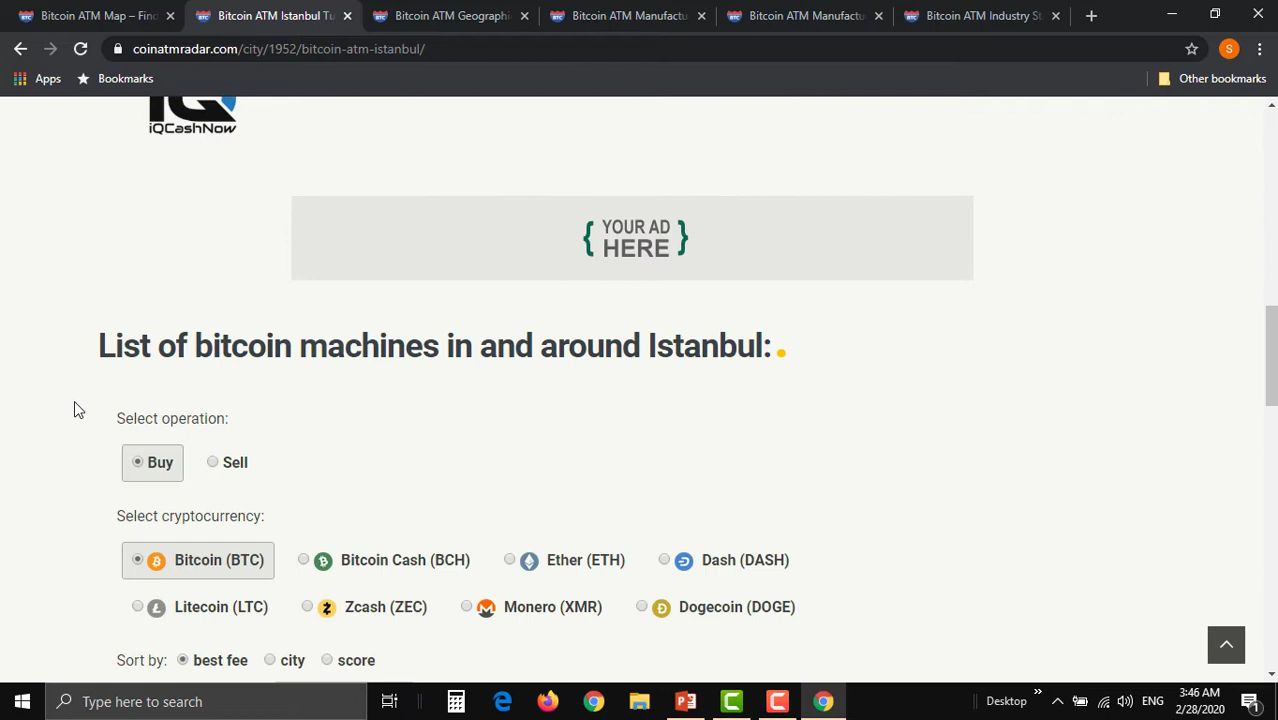 Bitcoin ATM Map – Find
Bitcoin ATM Istanbul Tu
Bitcoin ATM Geographi
Bitcoin ATM Manufactu
Bitcoin ATM Manufactu
Bitcoin ATM Industry St
coinatmradar.com/city/1952/bitcoin-atm-istanbul/
S
Apps
Bookmarks
Other bookmarks
IQ
iQCashNow
{ YOUR AD HERE }
List of bitcoin machines in and around Istanbul:
Select operation:
Buy
Sell
Select cryptocurrency:
Bitcoin (BTC)
Bitcoin Cash (BCH)
Ether (ETH)
Dash (DASH)
Litecoin (LTC)
Zcash (ZEC)
Monero (XMR)
Dogecoin (DOGE)
Sort by:
best fee
city
score
Type here to search
Desktop
ENG
3:46 AM
2/28/2020
1